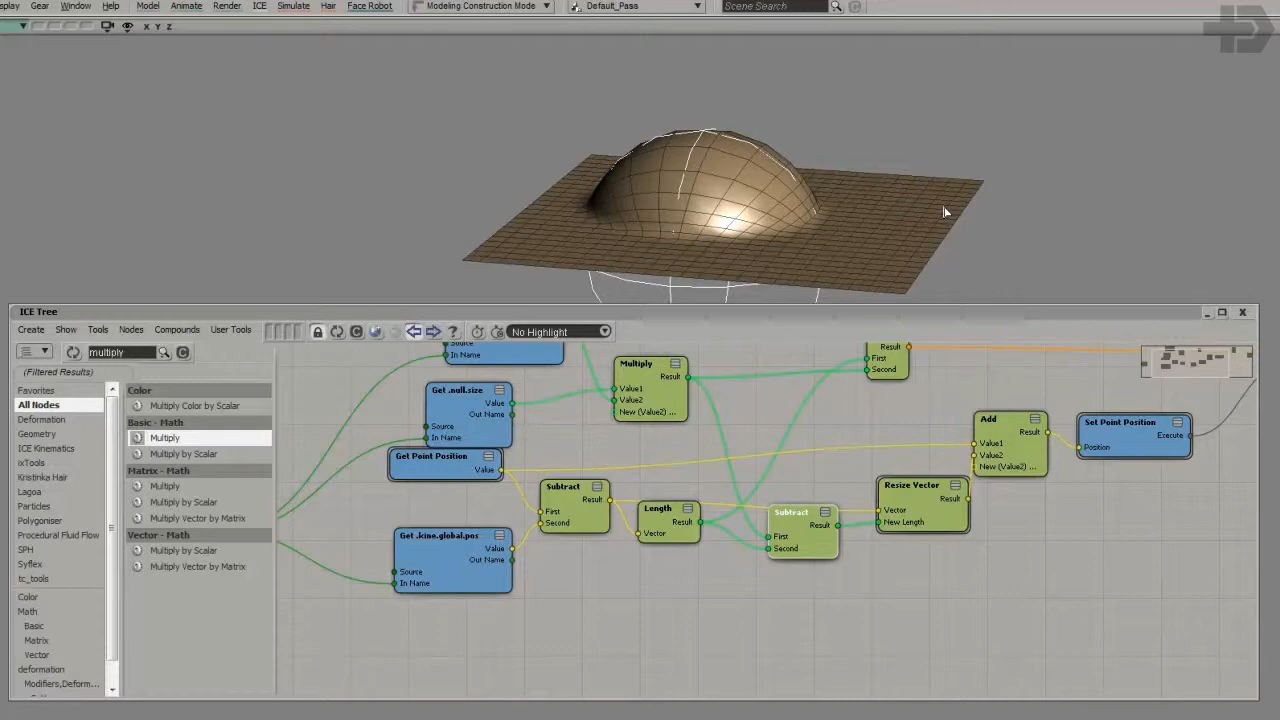 splay Gear Window Help Model Animate Render ICE Simulate Hair Face Robot Modeling Construction Mode Default_Pass Scene Search
X Y Z
ICE Tree
Create Show Tools Nodes Compounds User Tools No Highlight
multiply
(Filtered Results)
Favorites
All Nodes
Deformation
Geometry
ICE Kinematics
ixTools
Kristinka Hair
Lagoa
Particles
Polygoniser
Procedural Fluid Flow
SPH
Syflex
tc_tools
Color
Math
Basic
Matrix
Vector
deformation
Modifiers,Deform...
Color
Multiply Color by Scalar
Basic - Math
Multiply
Multiply by Scalar
Matrix - Math
Multiply
Multiply by Scalar
Multiply Vector by Matrix
Vector - Math
Multiply by Scalar
Multiply Vector by Matrix
Source
In Name
Get .null.size
Value
Out Name
Source
In Name
Get Point Position
Value
Get .kine.global.pos
Value
Out Name
Source
In Name
Multiply
Result
Value1
Value2
New (Value2) ...
Subtract
Result
First
Second
Length
Result
Vector
Subtract
Result
First
Second
Result
First
Second
Resize Vector
Result
Vector
New Length
Add
Result
Value1
Value2
New (Value2) ...
Set Point Position
Execute
Position